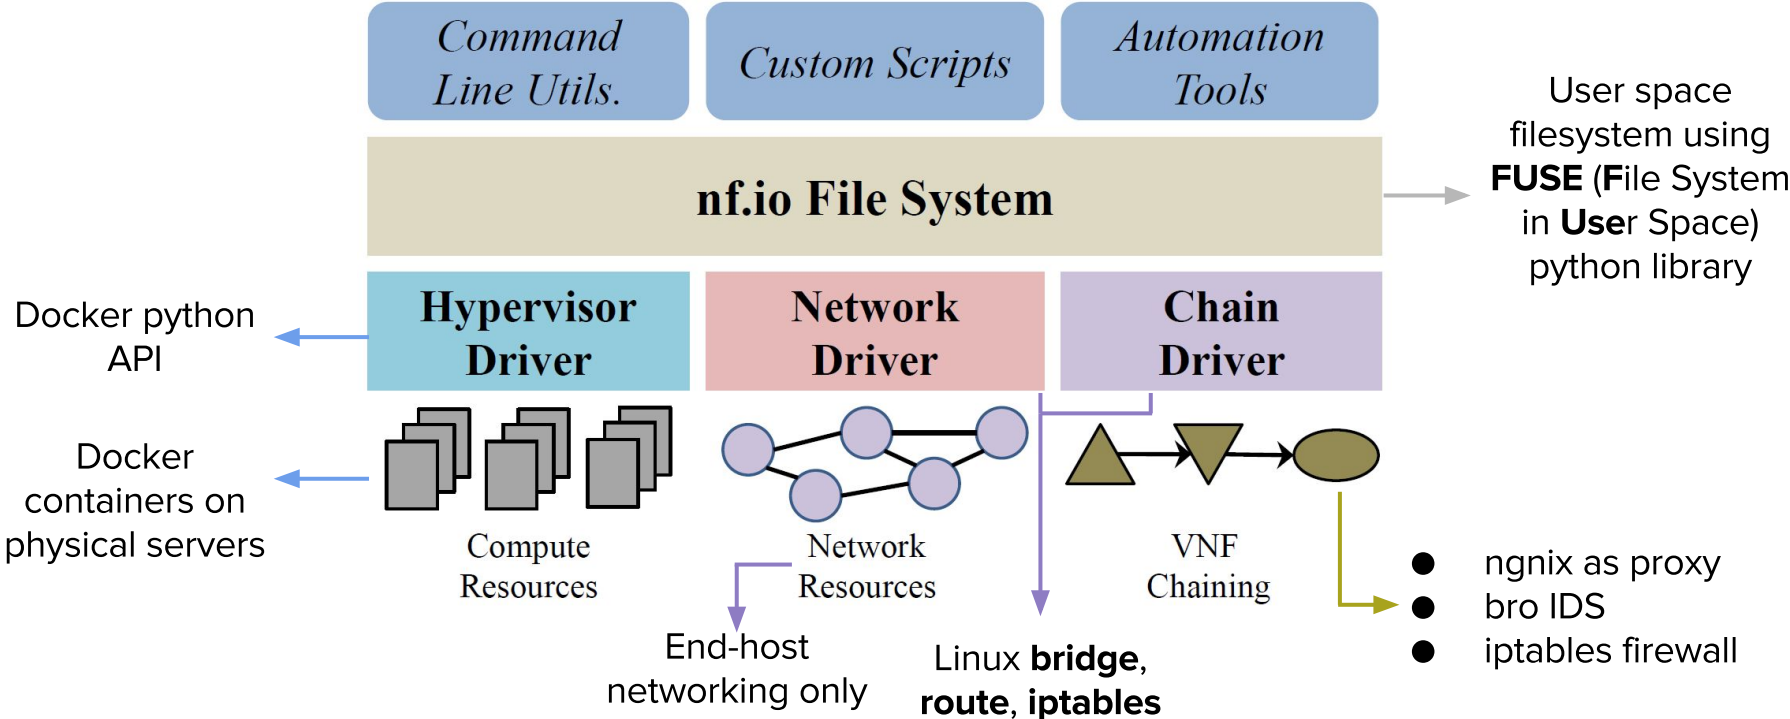 Command
Line Utils.
Custom Scripts
Automation
Tools
nf.io File System
User space
filesystem using
FUSE (File System
in User Space)
python library
Hypervisor
Driver
Network
Driver
Chain
Driver
Docker python
API
Docker
containers on
physical servers
Compute
Resources
Network
Resources
VNF
Chaining
End-host
networking only
Linux bridge,
route, iptables
● ngnix as proxy
● bro IDS
● iptables firewall